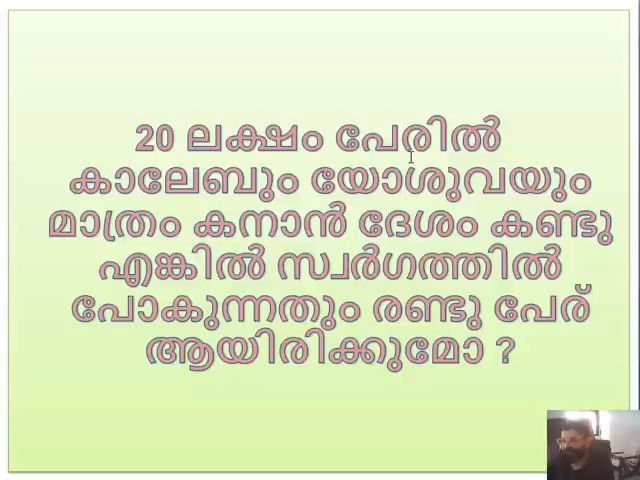 20 ലക്ഷം പേരിൽ
കാലേബും യോശുവയും
മാത്രം കനാൻ ദേശം കണ്ടു
എങ്കിൽ സ്വർഗത്തിൽ
പോകുന്നതും രണ്ടു പേര്
ആയിരിക്കുമോ ?